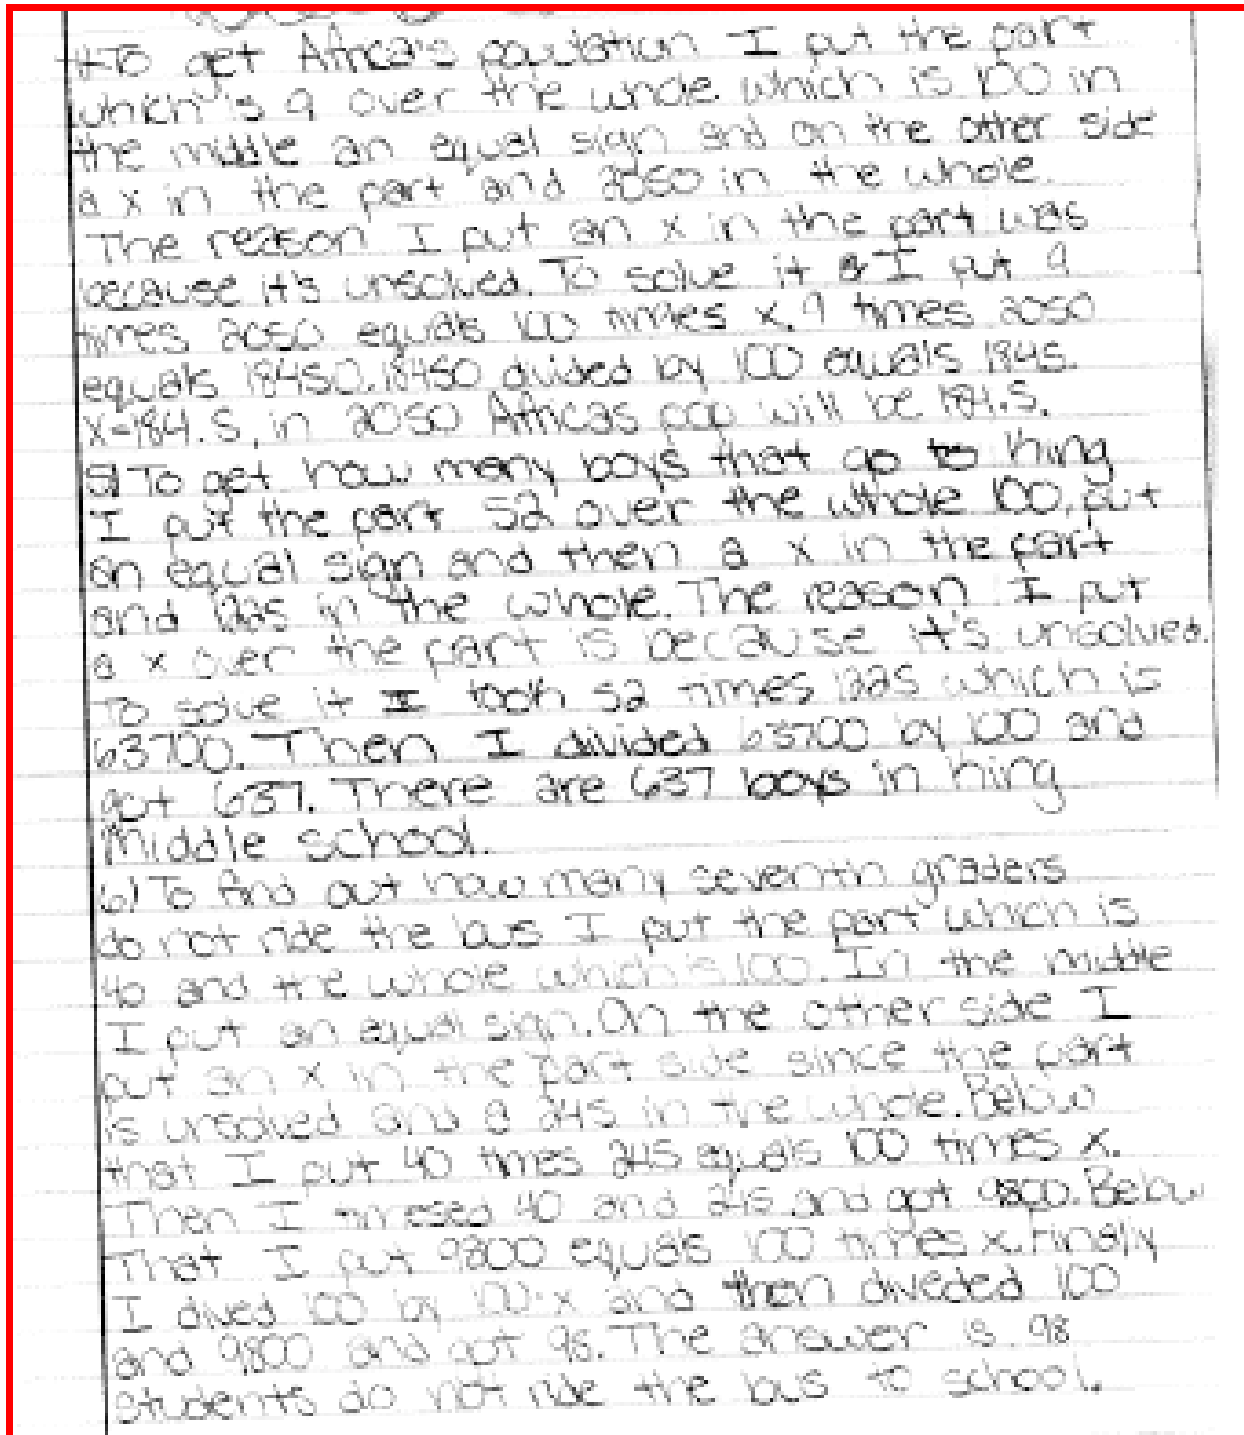 4) To get Africa's poulation I put the part
which is 9 over the whole which is 100 in
the middle an equal sign and on the other side
a x in the part and 2050 in the whole.
The reason I put an x in the part was
because it's unsolved. To solve it I put 9
times 2050 equals 100 times x. 9 times 2050
equals 18450. 18450 divided by 100 equals 1845.
x=184.5, in 2050 Africas pop will be 184.5.
5) To get how many boys that go to king
I put the part 52 over the whole 100, put
an equal sign and then a x in the part
and 1225 in the whole. The reason I put
a x over the part is because it's unsolved.
To solve it I took 52 times 1225 which is
63700. Then I divided 63700 by 100 and
got 637. There are 637 boys in king
middle school.
6) To find out how many seventh graders
do not ride the bus I put the part which is
40 and the whole which is 100. In the middle
I put an equal sign. On the other side I
put an x in the part side since the part
is unsolved and a 245 in the whole. Below
that I put 40 times 245 equals 100 times x.
Then I timesed 40 and 245 and got 9800. Below
That I put 9800 equals 100 times x. Finally
I dived 100 by 100·x and then diveded 100
and 9800 and got 98. The answer is 98
students do not ride the bus to school.